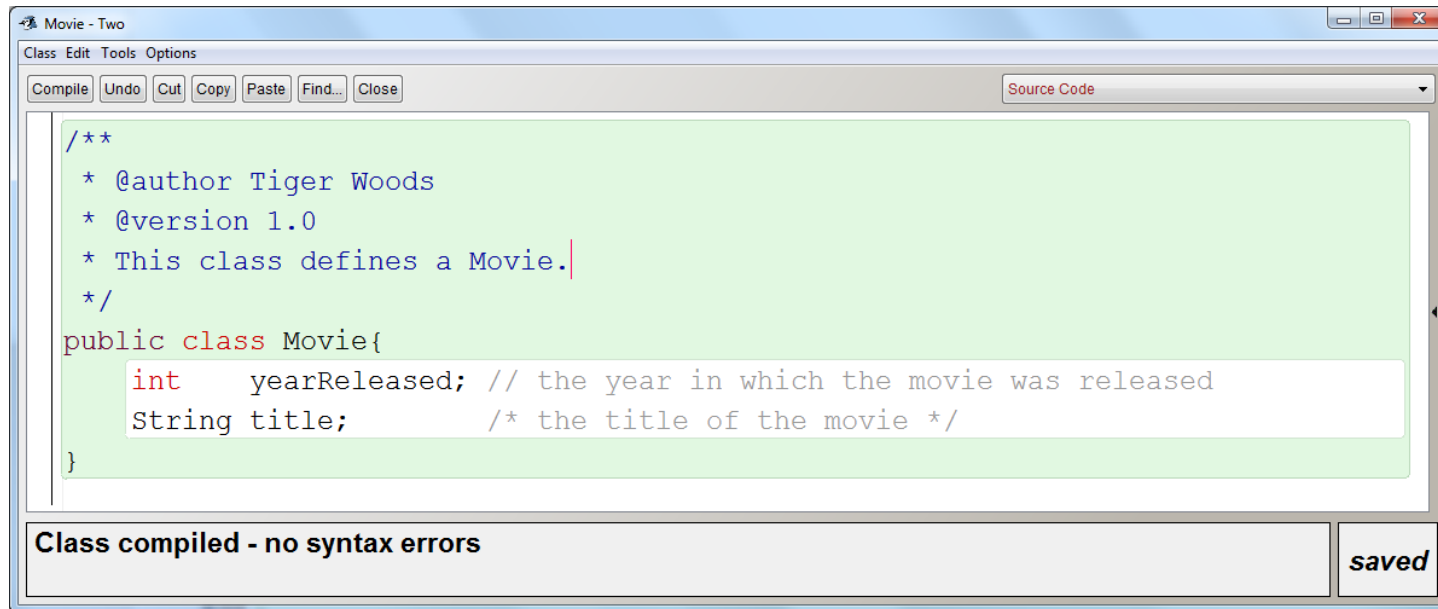 Movie - Two
Class Edit Tools Options
Compile Undo Cut Copy Paste Find... Close Source Code
/**
 * @author Tiger Woods
 * @version 1.0
 * This class defines a Movie.
 */
public class Movie{
    int    yearReleased; // the year in which the movie was released
    String title;        /* the title of the movie */
}
Class compiled - no syntax errors
saved